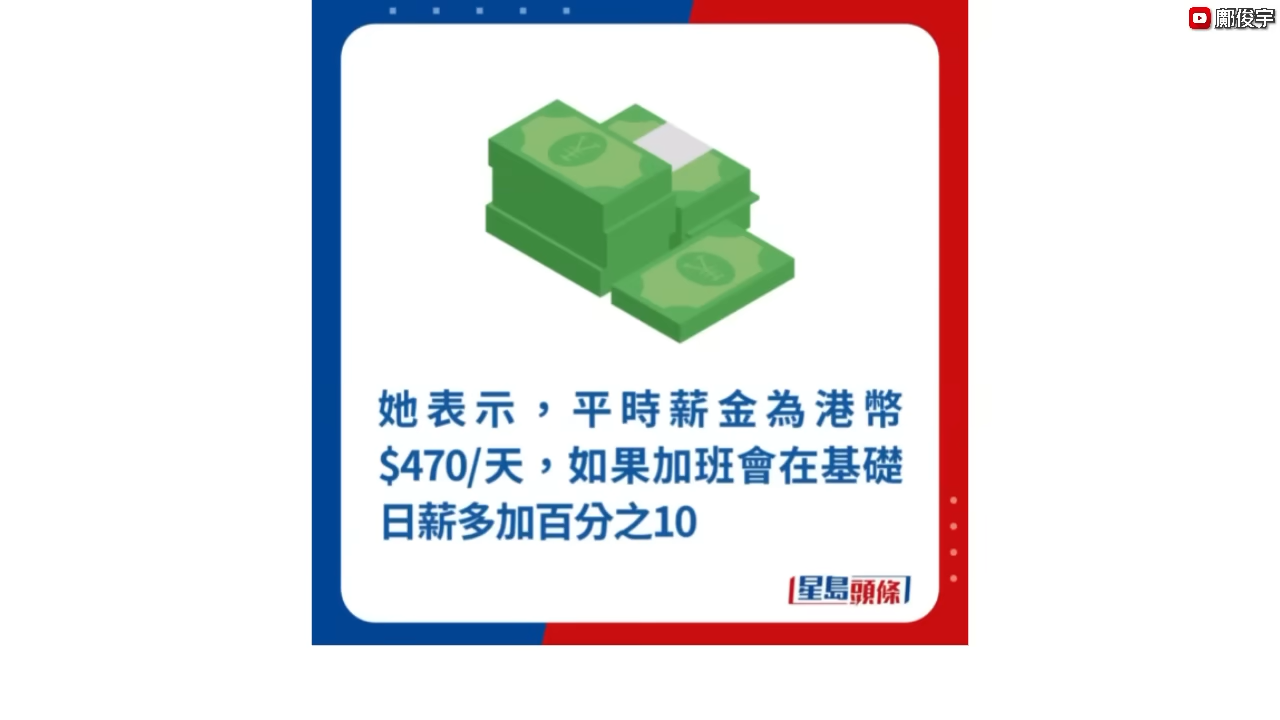 鄺俊宇
她表示，平時薪金為港幣
$470/天，如果加班會在基礎
日薪多加百分之10
星島頭條